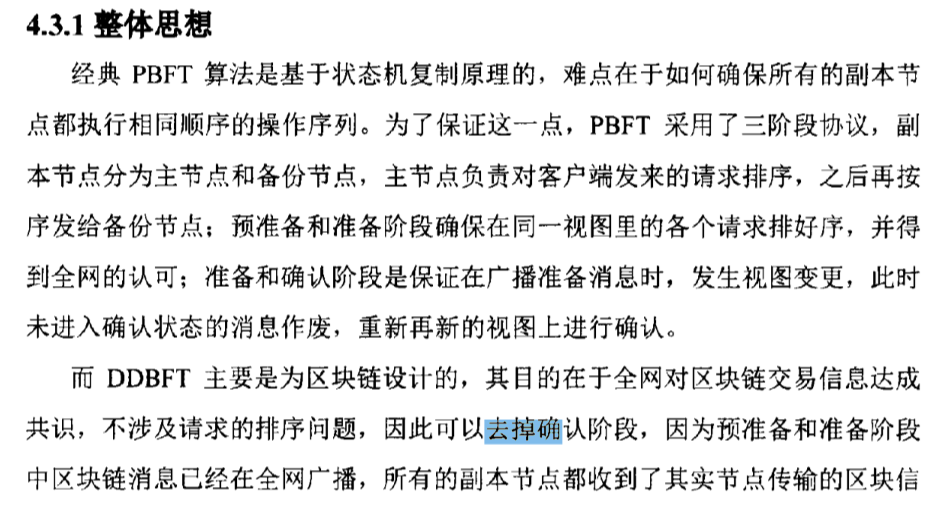 4.3.1 整体思想
经典 PBFT 算法是基于状态机复制原理的，难点在于如何确保所有的副本节
点都执行相同顺序的操作序列。为了保证这一点，PBFT 采用了三阶段协议，副
本节点分为主节点和备份节点，主节点负责对客户端发来的请求排序，之后再按
序发给备份节点；预准备和准备阶段确保在同一视图里的各个请求排好序，并得
到全网的认可；准备和确认阶段是保证在广播准备消息时，发生视图变更，此时
未进入确认状态的消息作废，重新再新的视图上进行确认。
而 DDBFT 主要是为区块链设计的，其目的在于全网对区块链交易信息达成
共识，不涉及请求的排序问题，因此可以去掉确认阶段，因为预准备和准备阶段
中区块链消息已经在全网广播，所有的副本节点都收到了其实节点传输的区块信